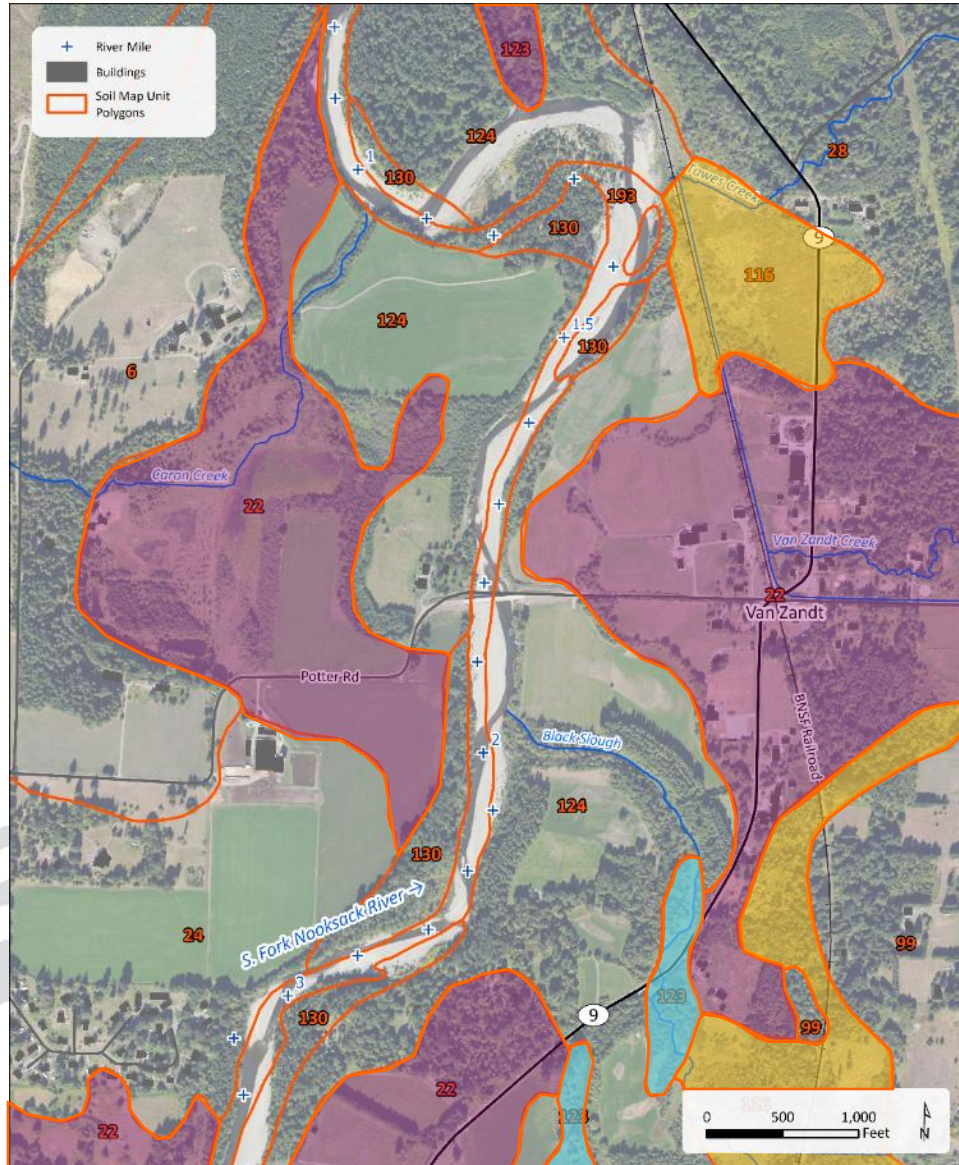 River Mile
Buildings
Soil Map Unit
Polygons
123
124
28
1
130
193
Tawes Creek
130
9
116
124
1.5
130
6
Caron Creek
22
Van Zandt Creek
22
Van Zandt
Potter Rd
BNSF Railroad
2
Black Slough
124
130
S. Fork Nooksack River →
24
99
3
123
130
9
99
22
22
123
0 500 1,000
Feet
N